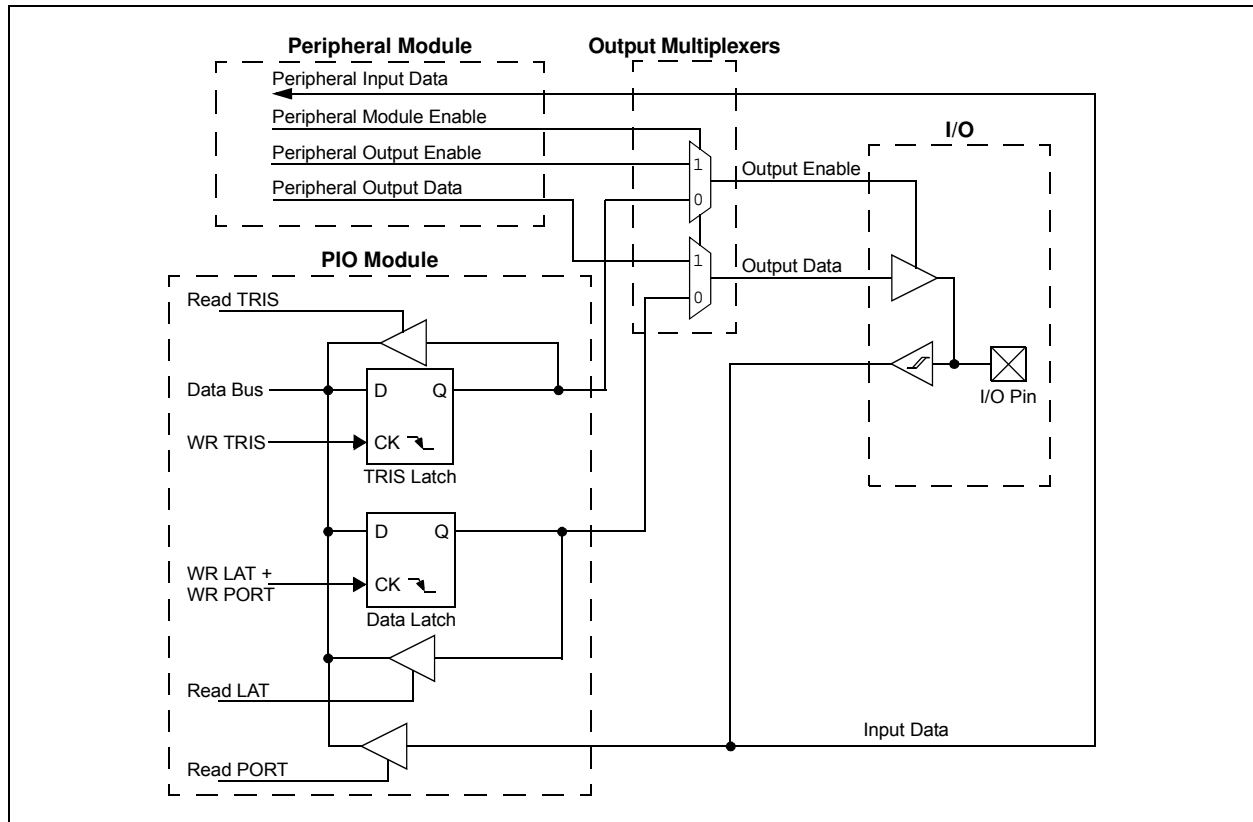 Peripheral Module
Output Multiplexers
Peripheral Input Data
Peripheral Module Enable
Peripheral Output Enable
Peripheral Output Data
1
0
1
0
Output Enable
Output Data
I/O
I/O Pin
PIO Module
Read TRIS
Data Bus
D
Q
WR TRIS
CK
TRIS Latch
D
Q
WR LAT +
WR PORT
CK
Data Latch
Read LAT
Input Data
Read PORT